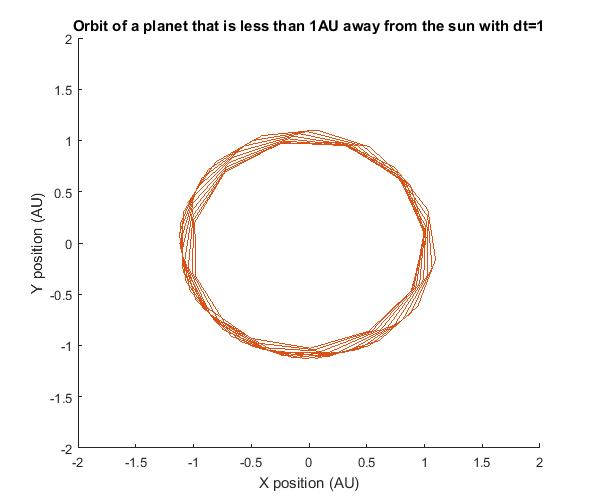 Orbit of a planet that is less than 1AU away from the sun with dt=1
2
1.5
1
0.5
0
-0.5
-1
-1.5
-2
Y position (AU)
-2 -1.5 -1 -0.5 0 0.5 1 1.5 2
X position (AU)